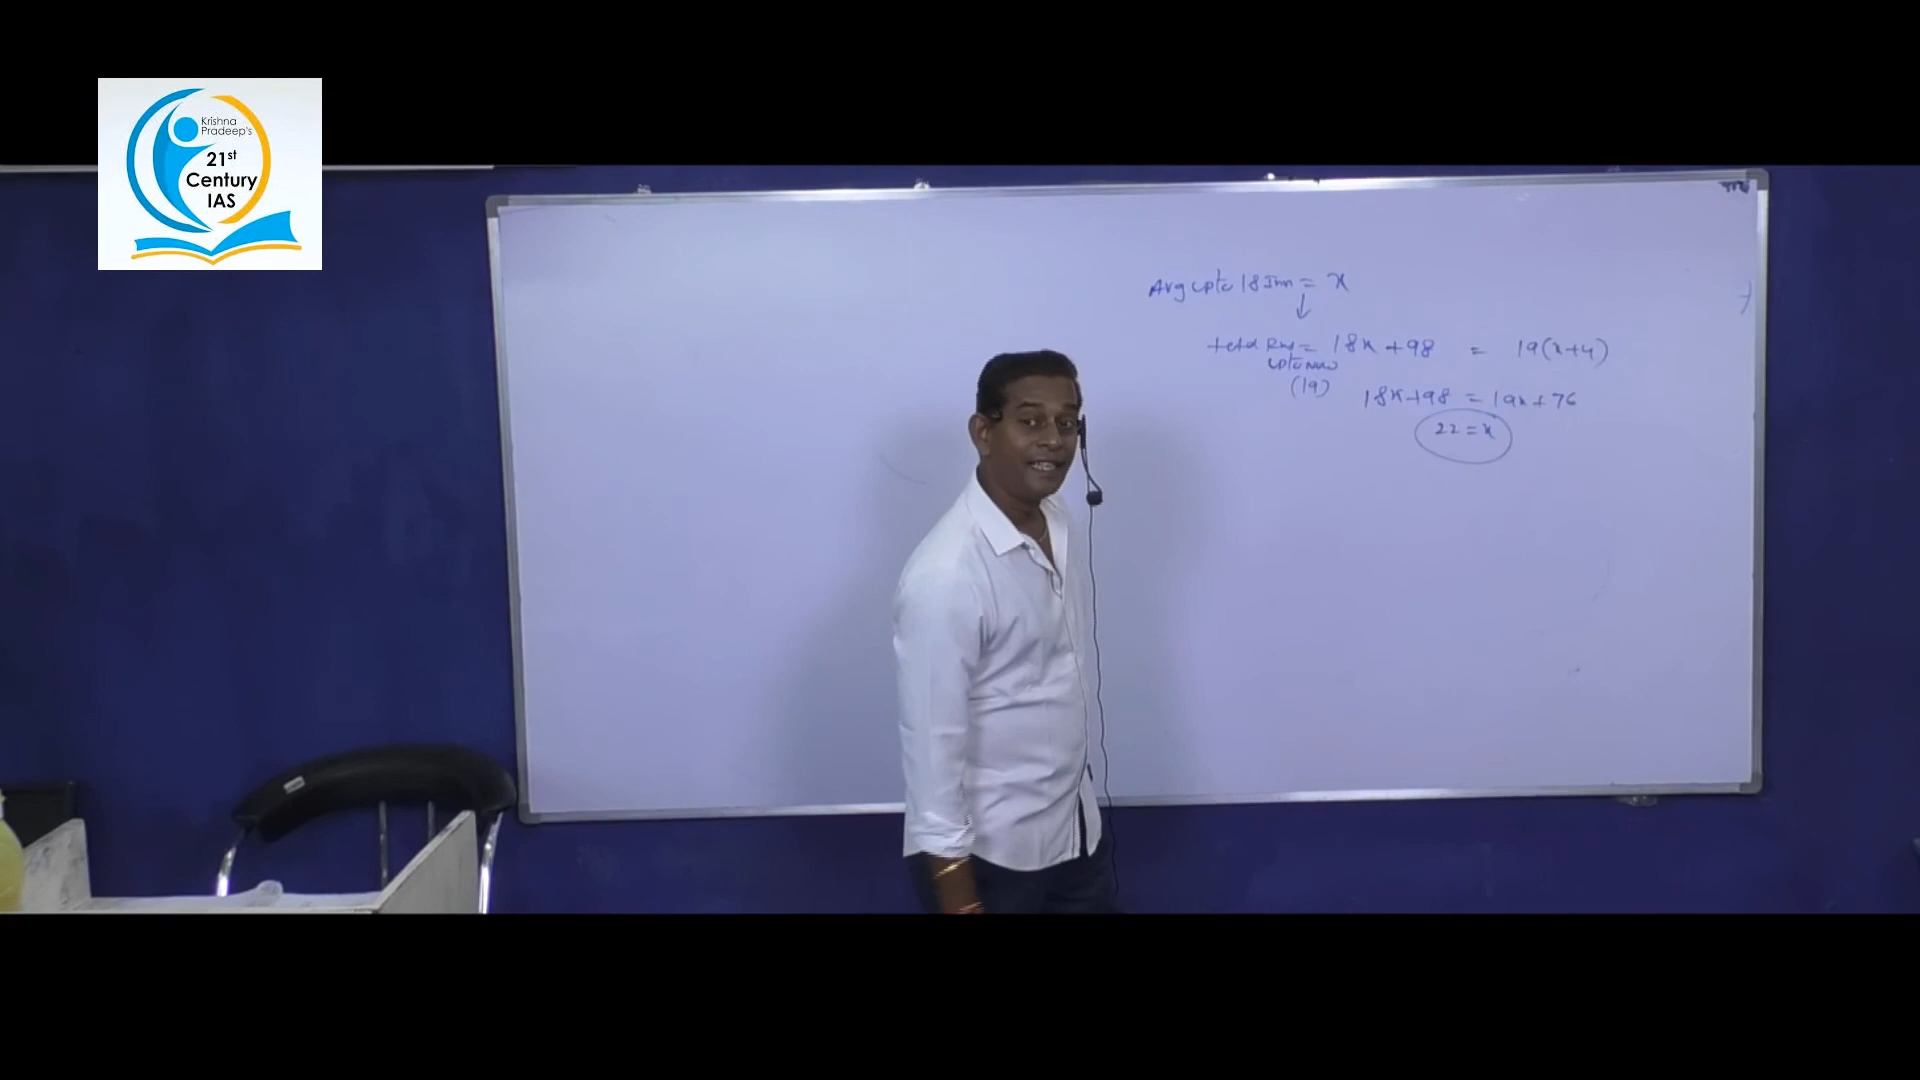 Krishna
Pradeep's
21st
Century
IAS
Avg upto 18 Inn = x
total Runs = 18x + 98 = 19(x+4)
upto now
(19)
18x+98 = 19x+76
22 = x